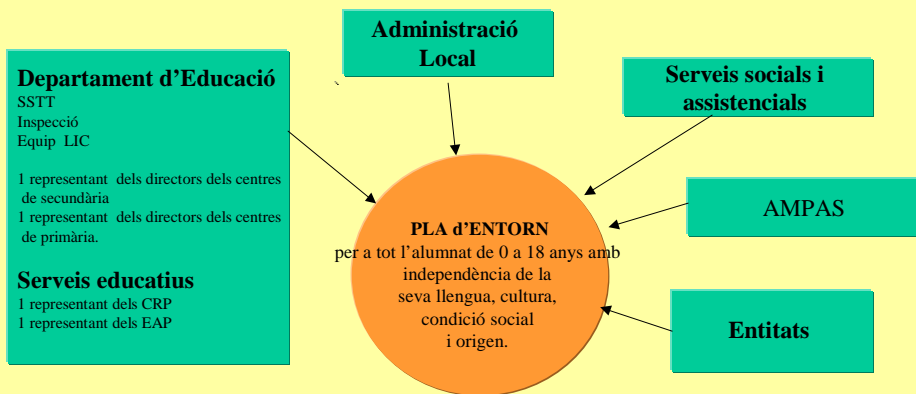 Administració
Local
Departament d’Educació
SSTT
Inspecció
Equip LIC
1 representant dels directors dels centres
de secundària
1 representant dels directors dels centres
de primària.
Serveis educatius
1 representant dels CRP
1 representant dels EAP
Serveis socials i
assistencials
AMPAS
Entitats
PLA d’ENTORN
per a tot l’alumnat de 0 a 18 anys amb
independència de la
seva llengua, cultura,
condició social
i origen.